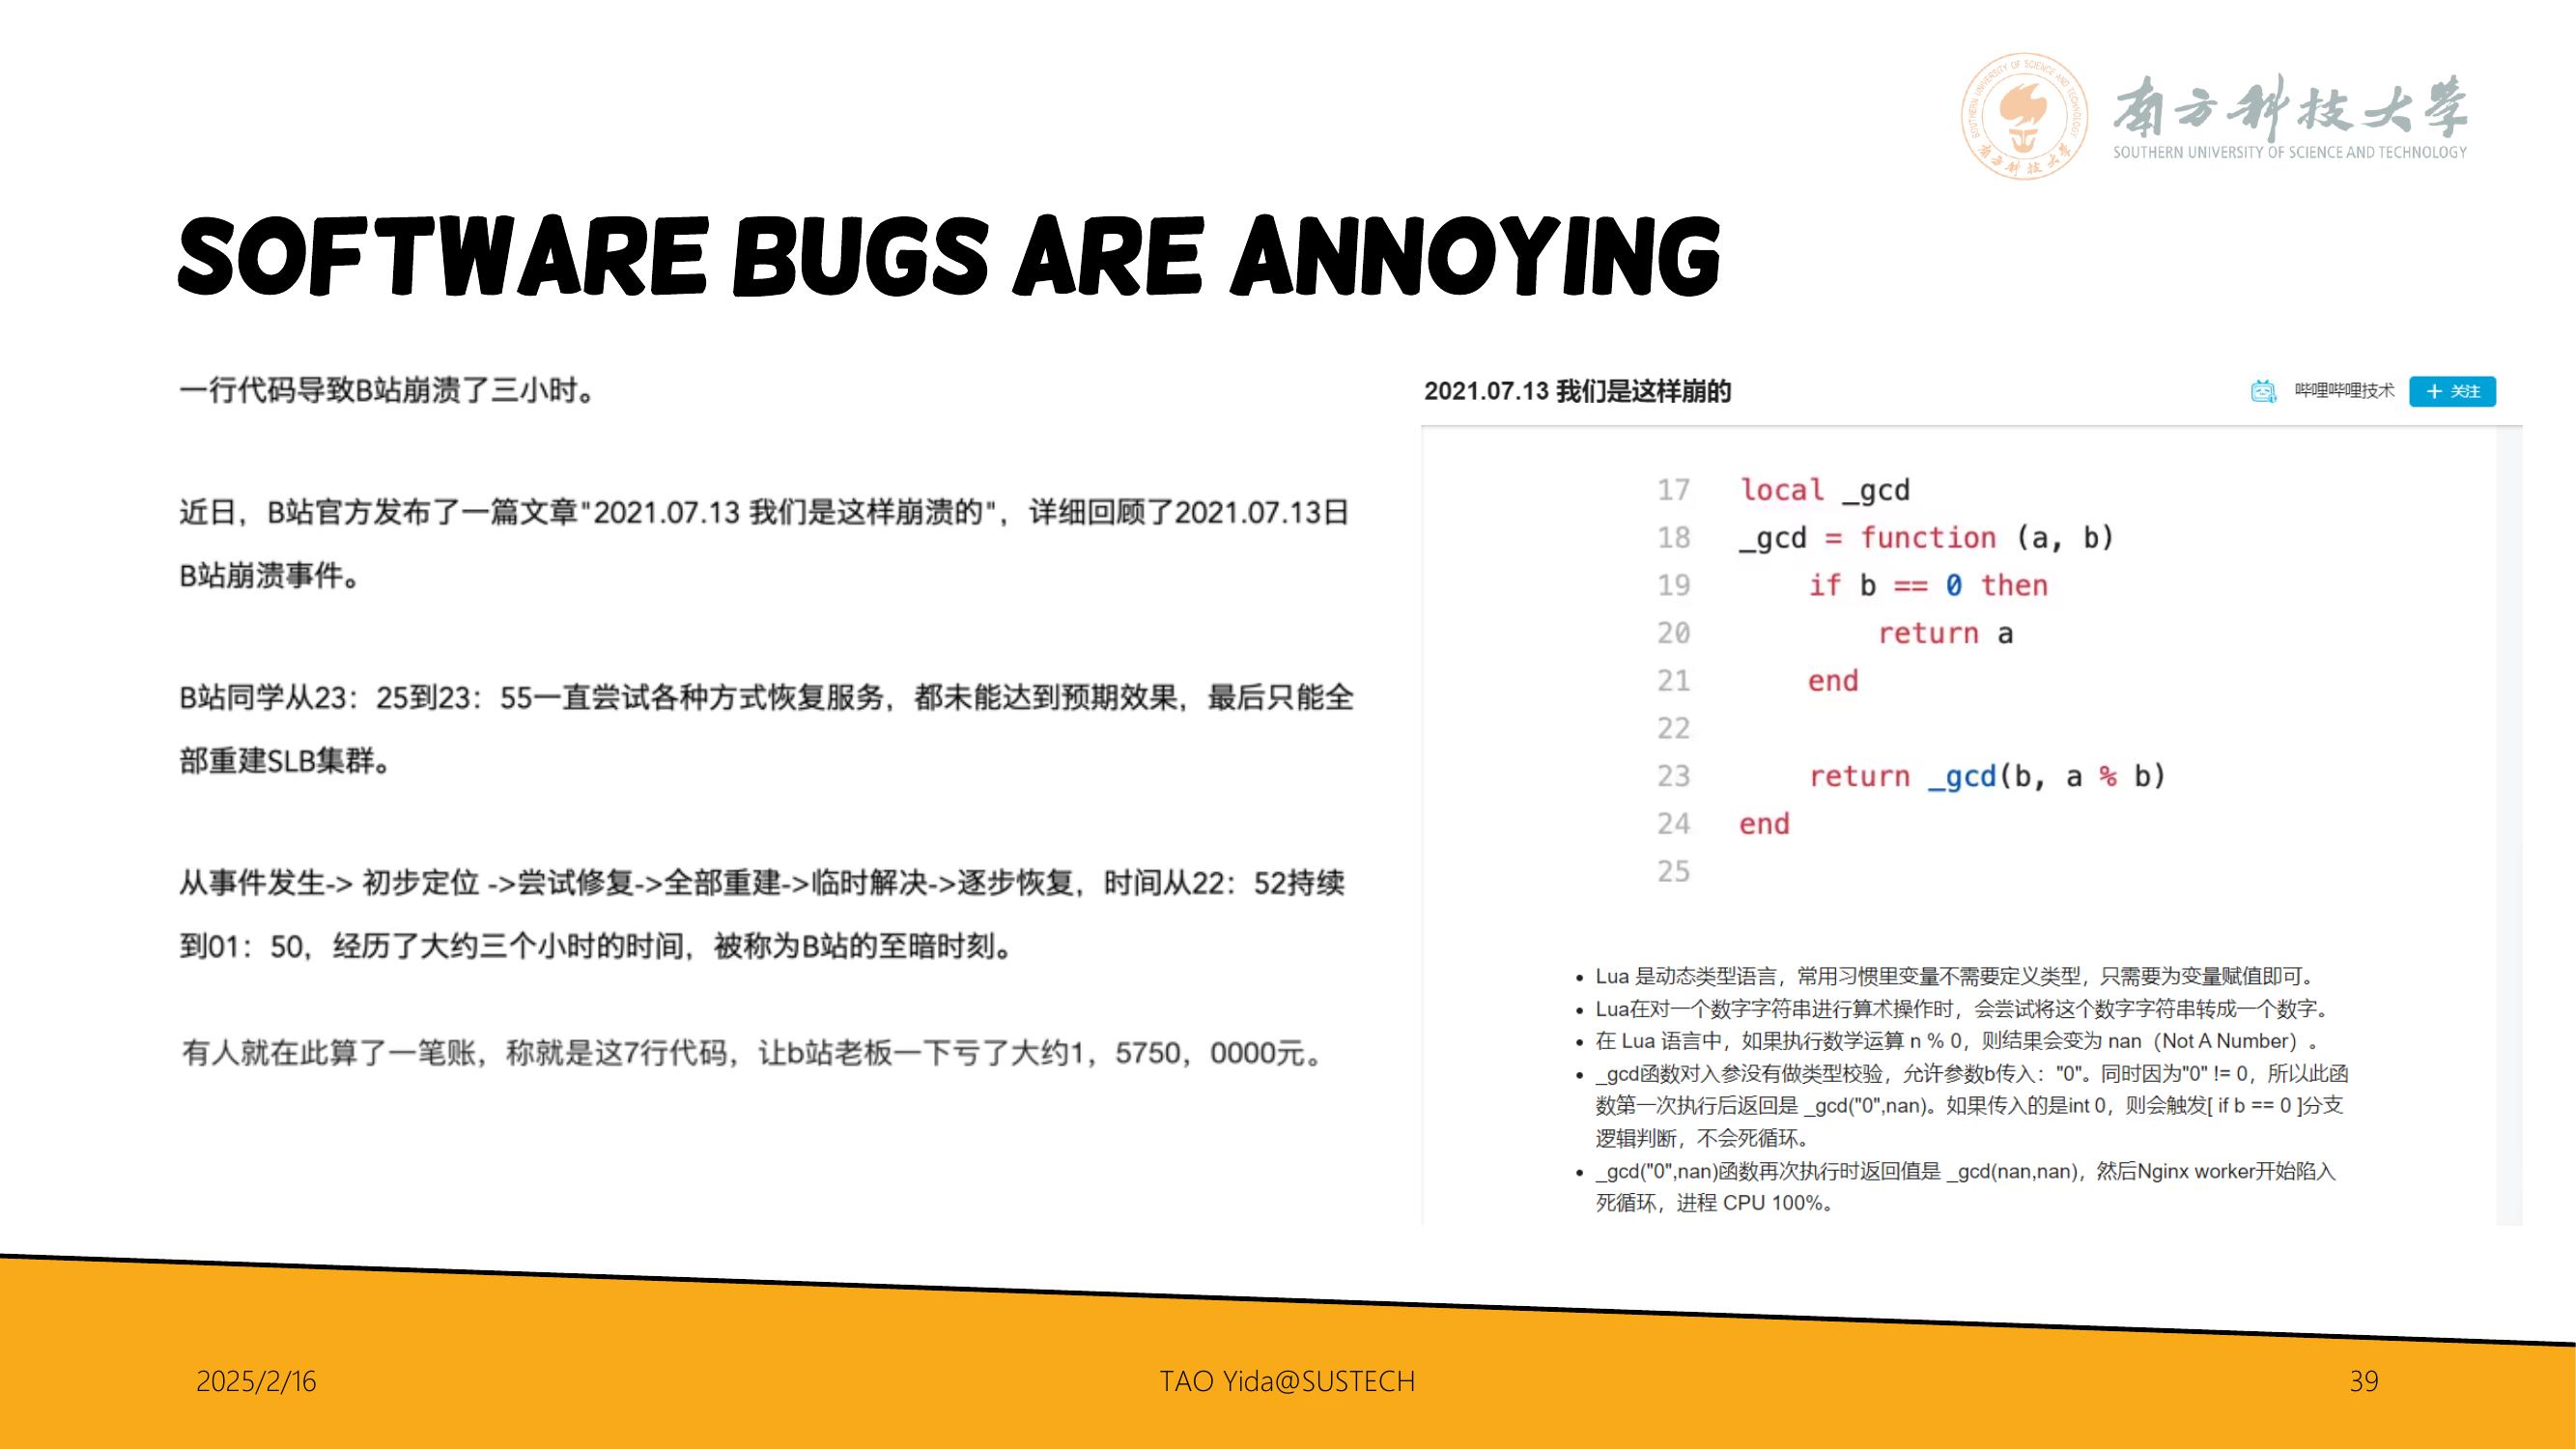 SOUTHERN UNIVERSITY OF SCIENCE AND TECHNOLOGY
南方科技大学
南方科技大学
SOUTHERN UNIVERSITY OF SCIENCE AND TECHNOLOGY
SOFTWARE BUGS ARE ANNOYING
一行代码导致B站崩溃了三小时。
近日，B站官方发布了一篇文章"2021.07.13 我们是这样崩溃的"，详细回顾了2021.07.13日
B站崩溃事件。
B站同学从23：25到23：55一直尝试各种方式恢复服务，都未能达到预期效果，最后只能全
部重建SLB集群。
从事件发生-> 初步定位 ->尝试修复->全部重建->临时解决->逐步恢复，时间从22：52持续
到01：50，经历了大约三个小时的时间，被称为B站的至暗时刻。
有人就在此算了一笔账，称就是这7行代码，让b站老板一下亏了大约1，5750，0000元。
2021.07.13 我们是这样崩的
哔哩哔哩技术
+ 关注
17 local _gcd
18 _gcd = function (a, b)
19 if b == 0 then
20 return a
21 end
22
23 return _gcd(b, a % b)
24 end
25
• Lua 是动态类型语言，常用习惯里变量不需要定义类型，只需要为变量赋值即可。
• Lua在对一个数字字符串进行算术操作时，会尝试将这个数字字符串转成一个数字。
• 在 Lua 语言中，如果执行数学运算 n % 0，则结果会变为 nan（Not A Number）。
• _gcd函数对入参没有做类型校验，允许参数b传入："0"。同时因为"0" != 0，所以此函
数第一次执行后返回是 _gcd("0",nan)。如果传入的是int 0，则会触发[ if b == 0 ]分支
逻辑判断，不会死循环。
• _gcd("0",nan)函数再次执行时返回值是 _gcd(nan,nan)，然后Nginx worker开始陷入
死循环，进程 CPU 100%。
2025/2/16
TAO Yida@SUSTECH
39